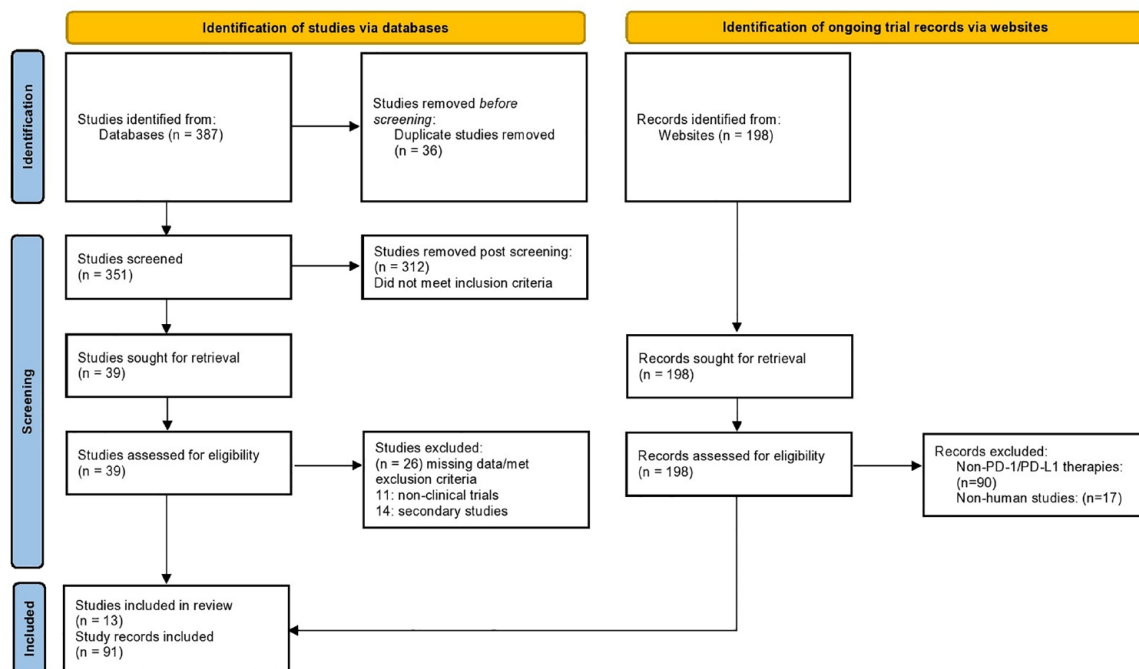 Identification of studies via databases
Identification of ongoing trial records via websites
Identification
Studies identified from:
Databases (n = 387)
Studies removed before
screening:
Duplicate studies removed
(n = 36)
Records identified from:
Websites (n = 198)
Screening
Studies screened
(n = 351)
Studies removed post screening:
(n = 312)
Did not meet inclusion criteria
Studies sought for retrieval
(n = 39)
Records sought for retrieval
(n = 198)
Studies assessed for eligibility
(n = 39)
Studies excluded:
(n = 26) missing data/met
exclusion criteria
11: non-clinical trials
14: secondary studies
Records assessed for eligibility
(n = 198)
Records excluded:
Non-PD-1/PD-L1 therapies:
(n=90)
Non-human studies: (n=17)
Included
Studies included in review
(n = 13)
Study records included
(n = 91)